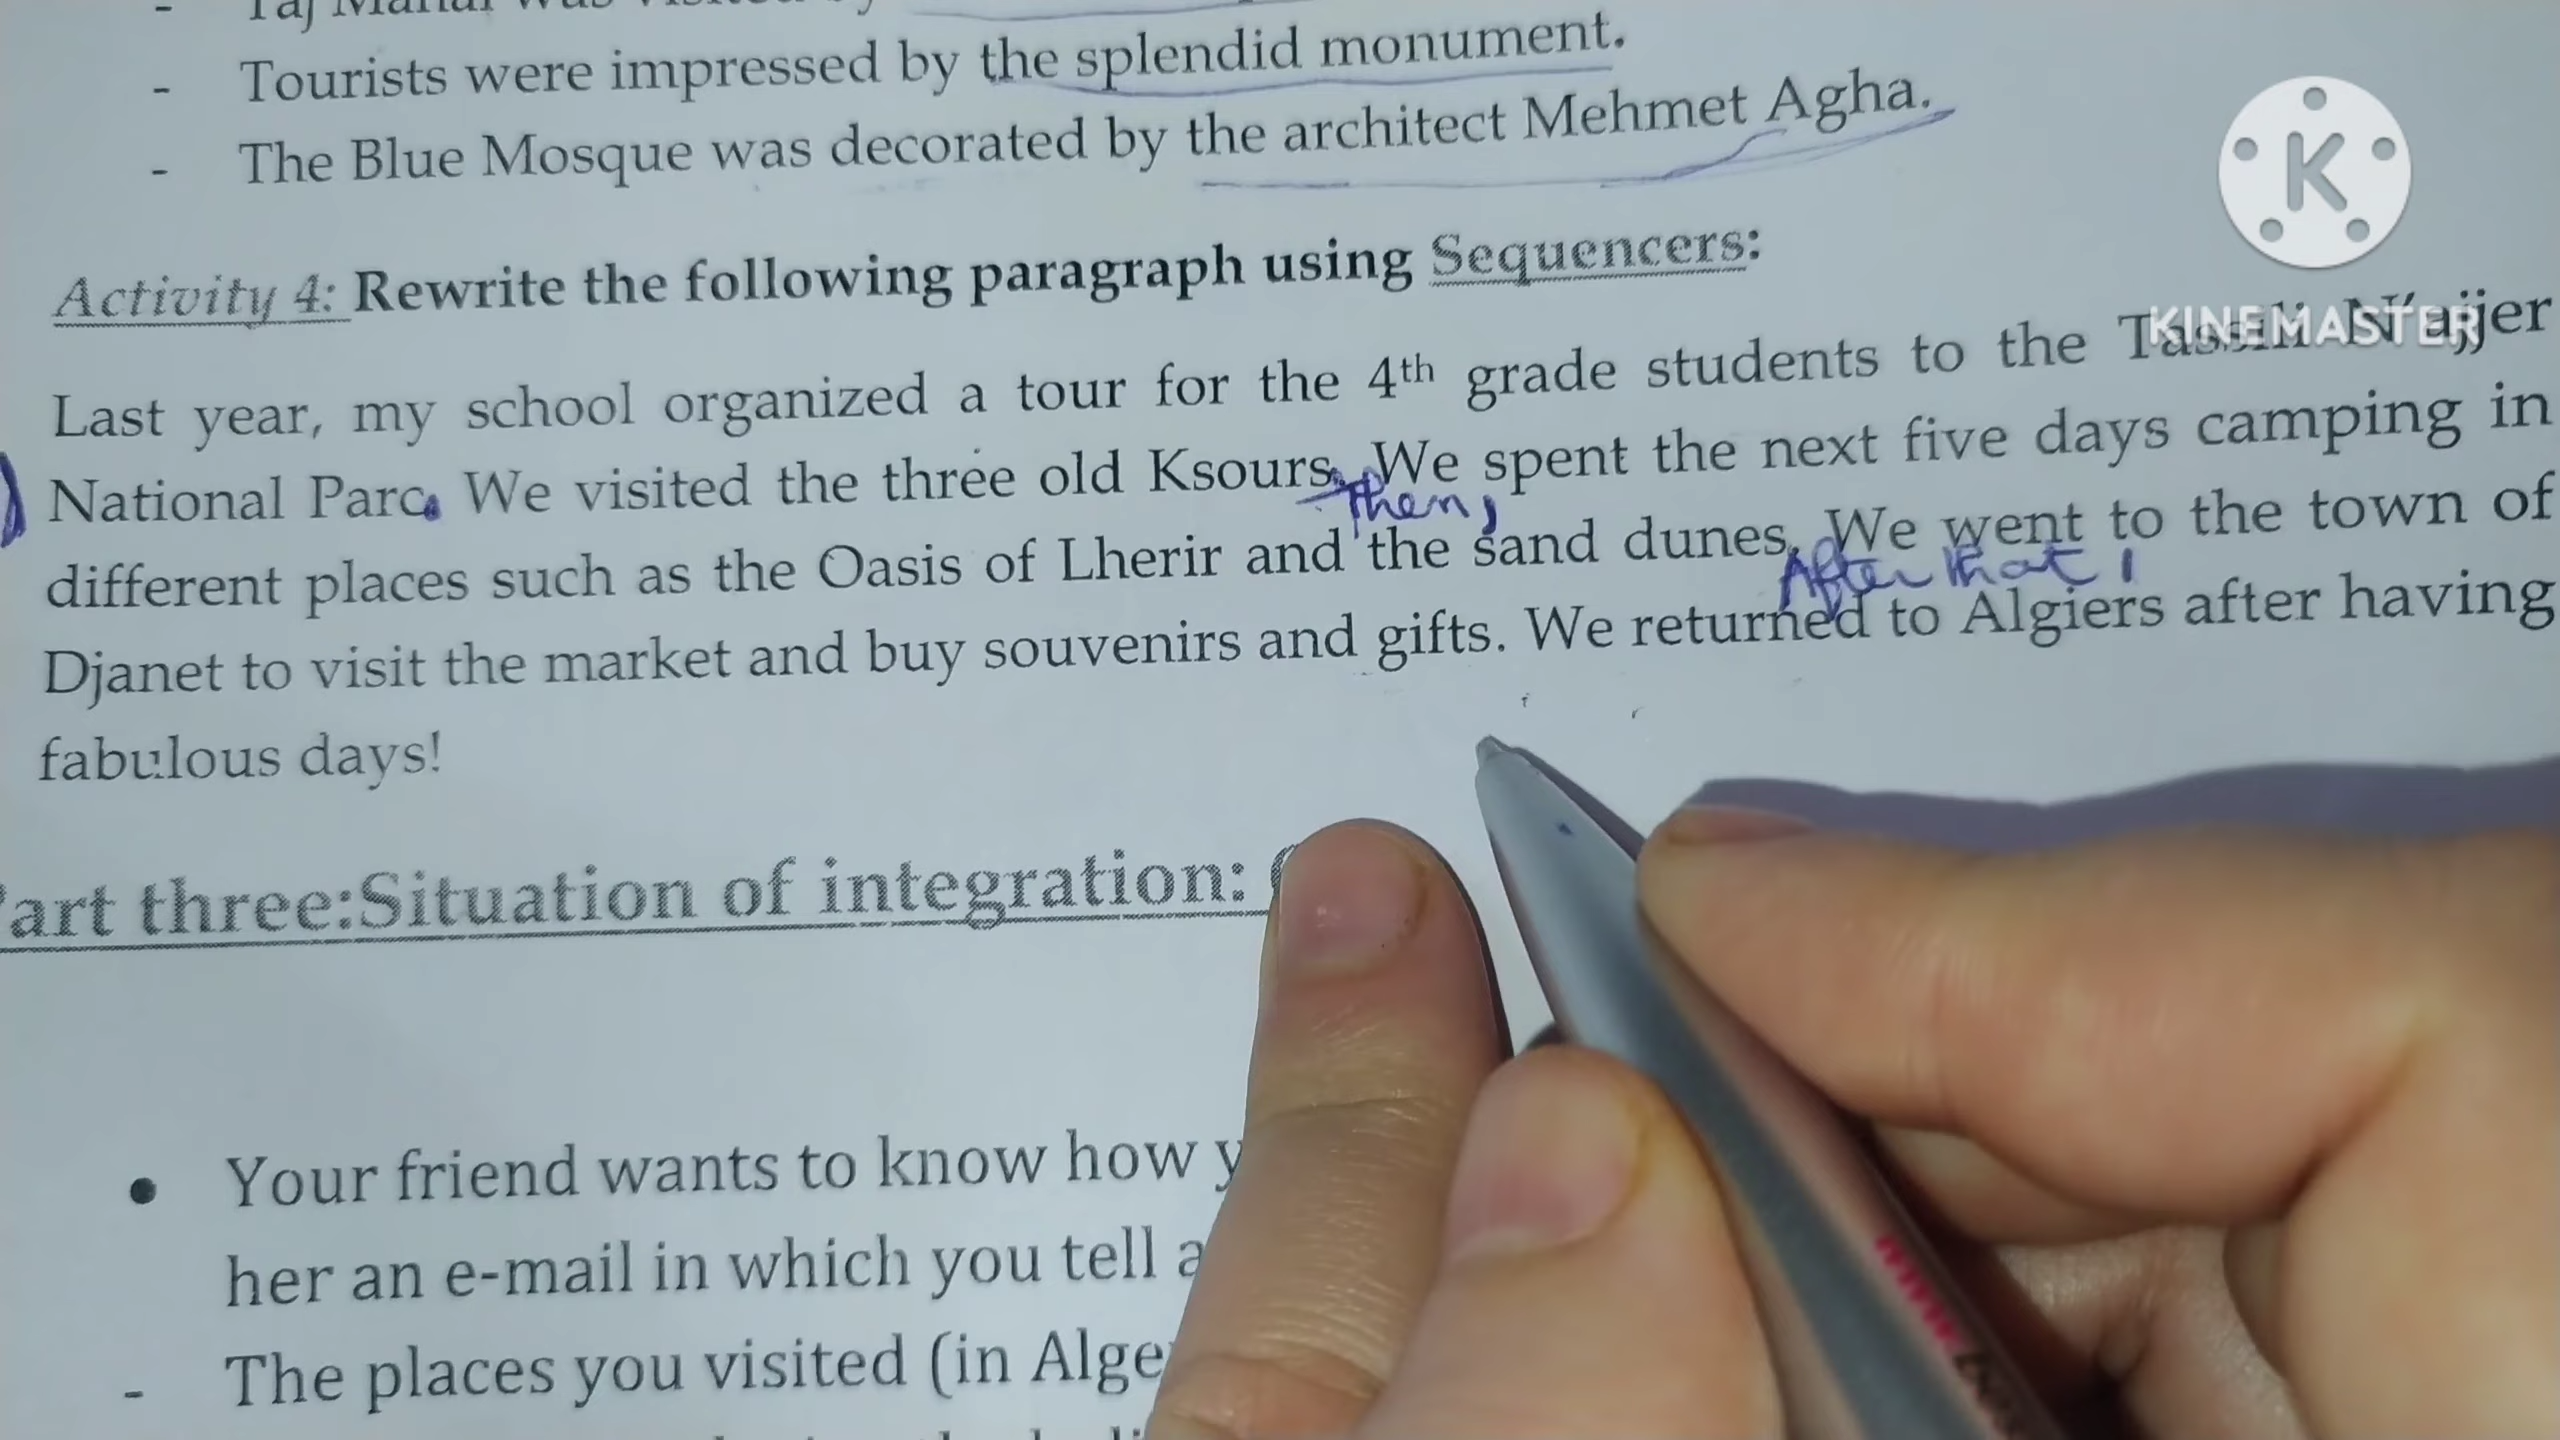 - Taj Mahal was visited by
- Tourists were impressed by the splendid monument.
- The Blue Mosque was decorated by the architect Mehmet Agha.
Activity 4: Rewrite the following paragraph using Sequencers:
KINEMASTER
Last year, my school organized a tour for the 4th grade students to the Tassili N'ajjer
National Parc. We visited the three old Ksours. We spent the next five days camping in
Then,
different places such as the Oasis of Lherir and the sand dunes. We went to the town of
After that,
Djanet to visit the market and buy souvenirs and gifts. We returned to Algiers after having
fabulous days!
art three:Situation of integration:
• Your friend wants to know how
her an e-mail in which you tell
- The places you visited (in